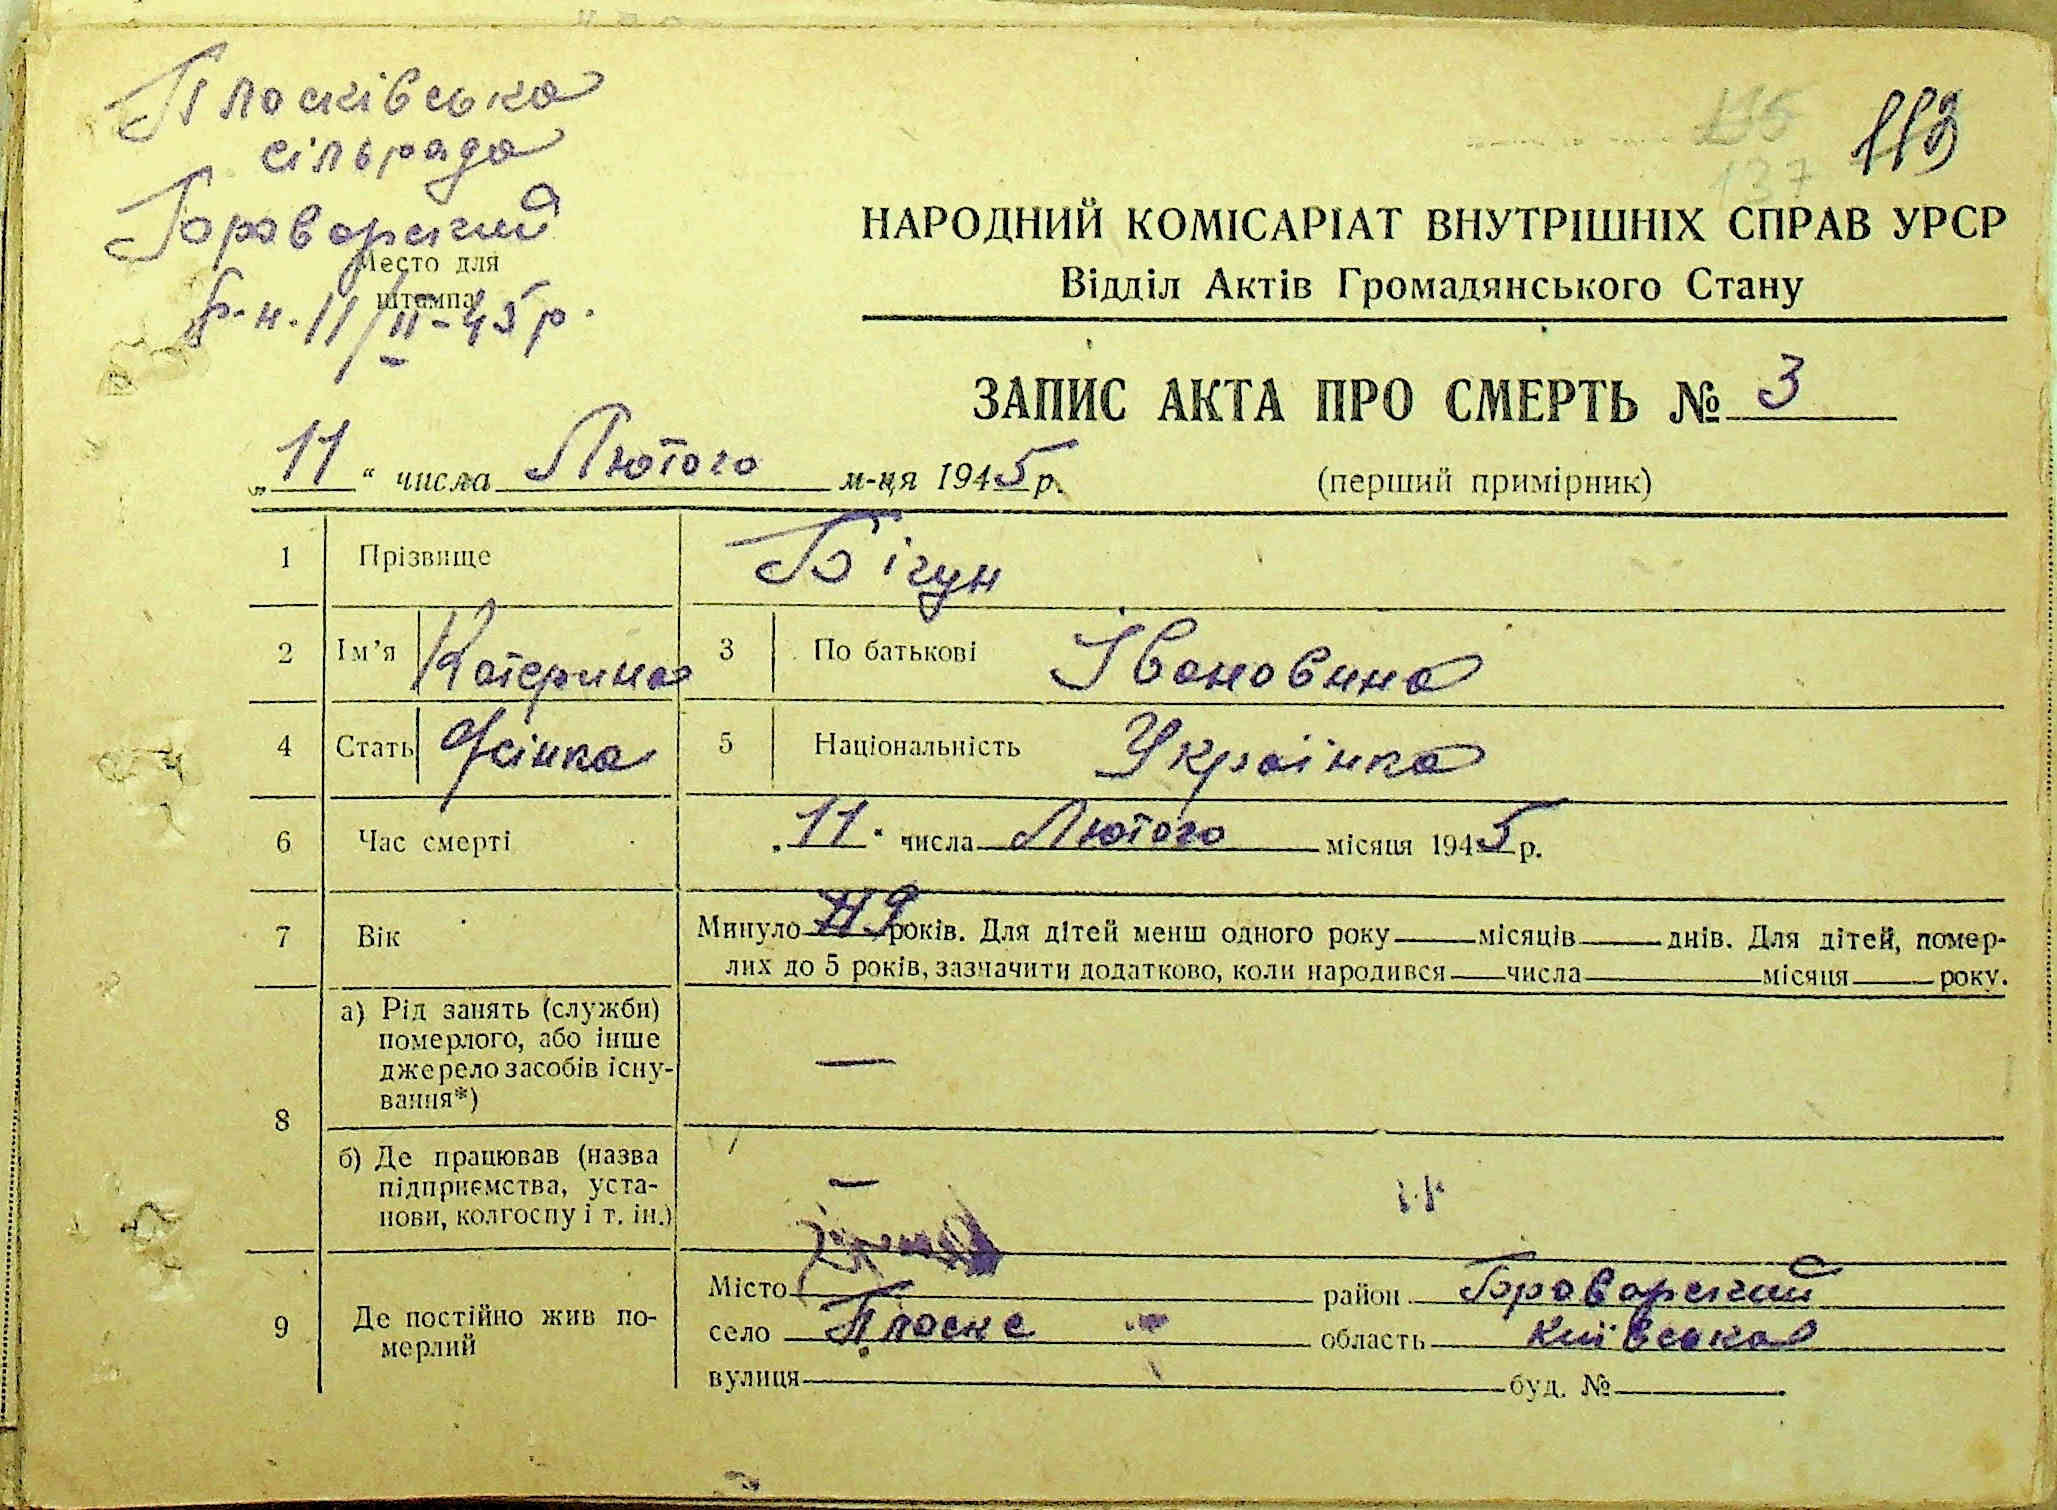 Плосківська
сільрада
Броварський
Место для
штампа
р-н. 11/II-45р.
113
137
НАРОДНИЙ КОМІСАРІАТ ВНУТРІШНІХ СПРАВ УРСР
Відділ Актів Громадянського Стану
ЗАПИС АКТА ПРО СМЕРТЬ № 3
„11“ числа Лютого м-ця 1945 р.
(перший примірник)
1 Прізвище Бігун
2 Ім’я Катерина 3 По батькові Івановина
4 Стать Жінка 5 Національність Українка
6 Час смерті „11“ числа Лютого місяця 1945 р.
7 Вік Минуло років. Для дітей менш одного року місяців днів. Для дітей, помер-
лих до 5 років, зазначити додатково, коли народився числа місяця року.
8 а) Рід занять (служби)
померлого, або інше
джерело засобів існу-
вання*)
—
б) Де працював (назва
підприємства, уста-
нови, колгоспу і т. ін.)
—
9 Де постійно жив по-
мерлий
Місто район Броварський
село Плоске область Київська
вулиця буд. №